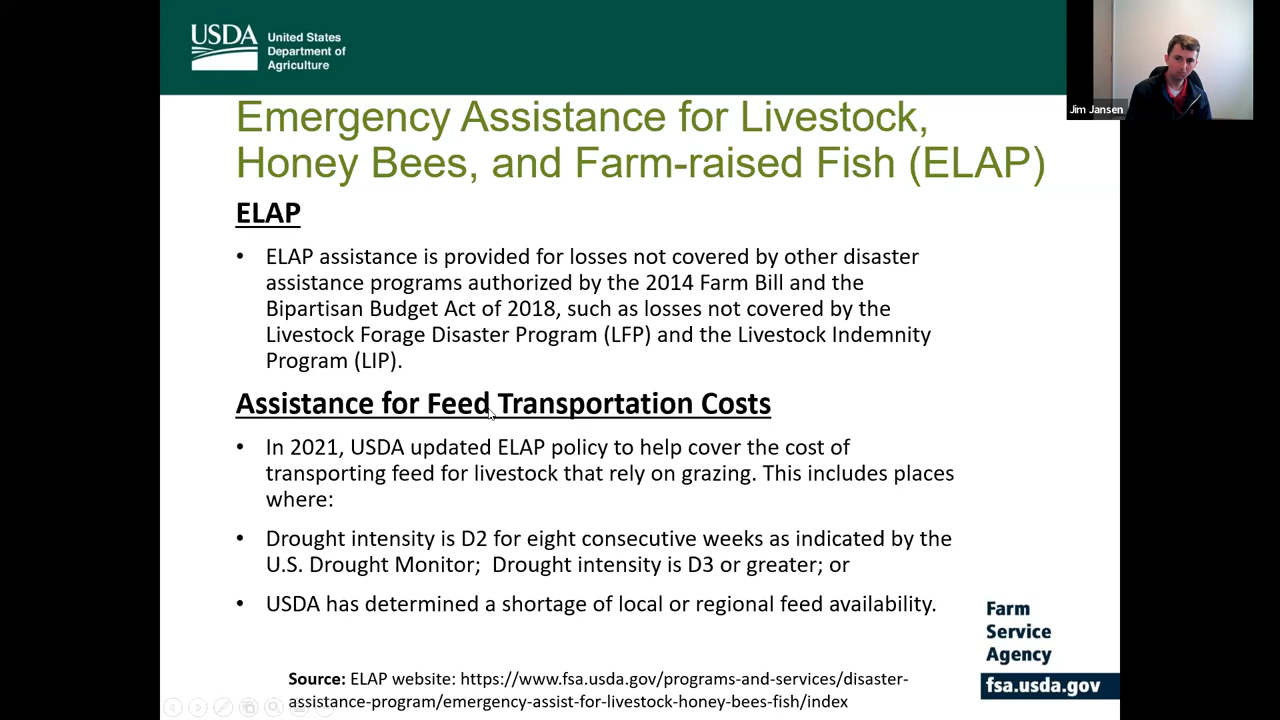 USDA
United States
Department of
Agriculture
Jim Jansen
Emergency Assistance for Livestock,
Honey Bees, and Farm-raised Fish (ELAP)
ELAP
• ELAP assistance is provided for losses not covered by other disaster
assistance programs authorized by the 2014 Farm Bill and the
Bipartisan Budget Act of 2018, such as losses not covered by the
Livestock Forage Disaster Program (LFP) and the Livestock Indemnity
Program (LIP).
Assistance for Feed Transportation Costs
• In 2021, USDA updated ELAP policy to help cover the cost of
transporting feed for livestock that rely on grazing. This includes places
where:
• Drought intensity is D2 for eight consecutive weeks as indicated by the
U.S. Drought Monitor;  Drought intensity is D3 or greater; or
• USDA has determined a shortage of local or regional feed availability.
Farm
Service
Agency
fsa.usda.gov
Source: ELAP website: https://www.fsa.usda.gov/programs-and-services/disaster-
assistance-program/emergency-assist-for-livestock-honey-bees-fish/index